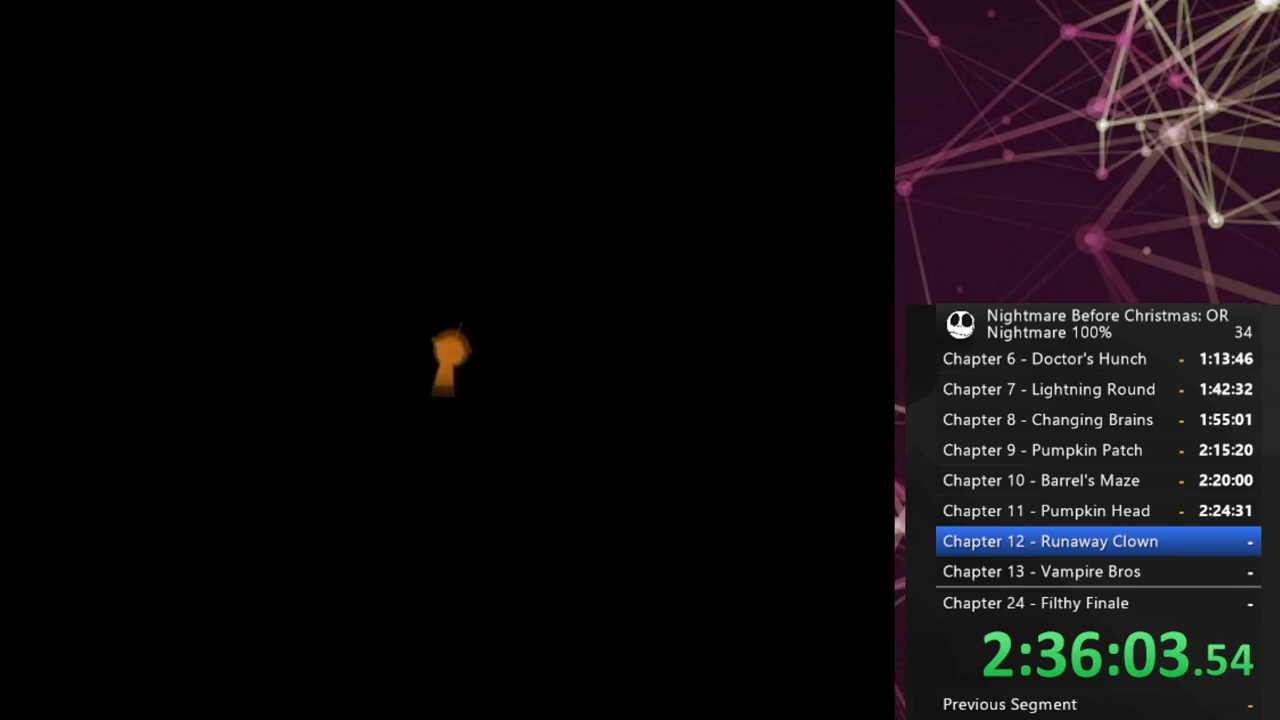 Nightmare Before Christmas: OR
Nightmare 100% 34
Chapter 6 - Doctor's Hunch - 1:13:46
Chapter 7 - Lightning Round - 1:42:32
Chapter 8 - Changing Brains - 1:55:01
Chapter 9 - Pumpkin Patch - 2:15:20
Chapter 10 - Barrel's Maze - 2:20:00
Chapter 11 - Pumpkin Head - 2:24:31
Chapter 12 - Runaway Clown -
Chapter 13 - Vampire Bros -
Chapter 24 - Filthy Finale -
2:36:03.54
Previous Segment -